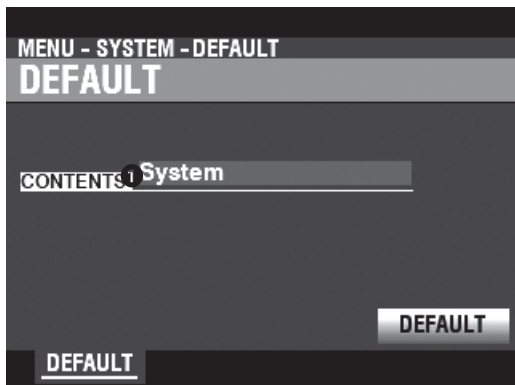 MENU - SYSTEM - DEFAULT
DEFAULT
CONTENTS 1 System
DEFAULT
DEFAULT